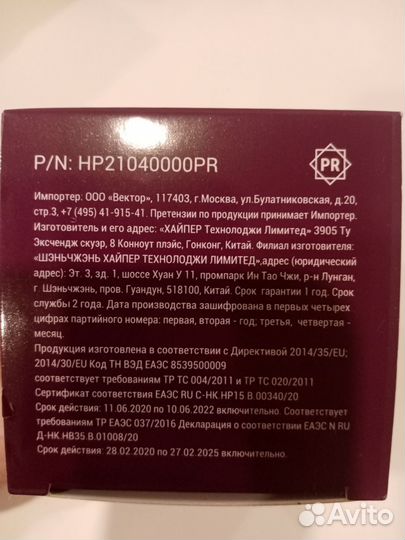 PR
P/N: HP21040000PR
Импортер: ООО «Вектор», 117403, г.Москва, ул.Булатниковская, д.20,
стр.3, +7 (495) 41-915-41. Претензии по продукции принимает Импортер.
Изготовитель и его адрес: «ХАЙПЕР Технолоджи Лимитед» 3905 Ту
Эксчендж скуэр, 8 Конноут плэйс, Гонконг, Китай. Филиал изготовителя:
«ШЭНЬЧЖЭНЬ ХАЙПЕР ТЕХНОЛОДЖИ ЛИМИТЕД»,адрес (юридический
адрес): Эт. 3, зд. 1, шоссе Хуан У 11, промпарк Ин Тао Чжи, р-н Лунган,
г. Шэньчжэнь, пров. Гуандун, 518100, Китай. Срок гарантии 1 год. Срок
службы 2 года. Дата производства зашифрована в первых четырех
цифрах партийного номера: первая, вторая - год; третья, четвертая -
месяц.
Продукция изготовлена в соответствии с Директивой 2014/35/EU;
2014/30/EU Код ТН ВЭД ЕАЭС 8539500009
соответствует требованиям ТР ТС 004/2011 и ТР ТС 020/2011
Сертификат соответствия ЕАЭС RU C-HK.HP15.B.00340/20
Срок действия: 11.06.2020 по 10.06.2022 включительно. Соответствует
требованиям ТР ЕАЭС 037/2016 Декларация о соответствии ЕАЭС N RU
Д-НК.НВ35.В.01008/20
Срок действия: 28.02.2020 по 27.02.2025 включительно.
Avito